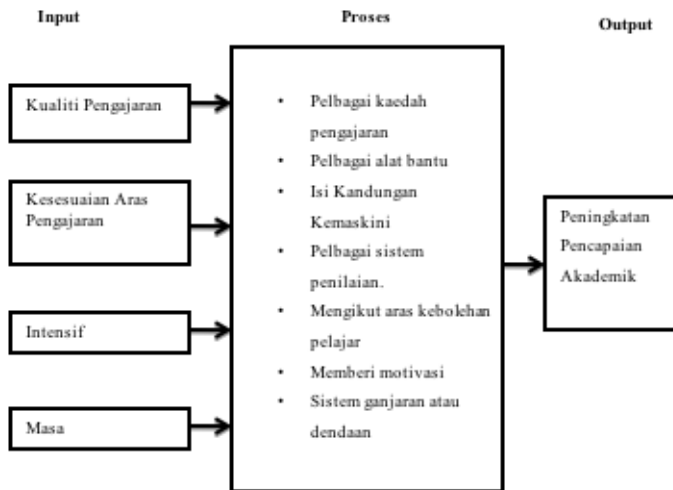 Input
Proses
Output
Kualiti Pengajaran
Kesesuaian Aras
Pengajaran
Intensif
Masa
• Pelbagai kaedah
pengajaran
• Pelbagai alat bantu
• Isi Kandungan
Kemaskini
• Pelbagai sistem
penilaian.
• Mengikut aras kebolehan
pelajar
• Memberi motivasi
• Sistem ganjaran atau
dendaan
Peningkatan
Pencapaian
Akademik